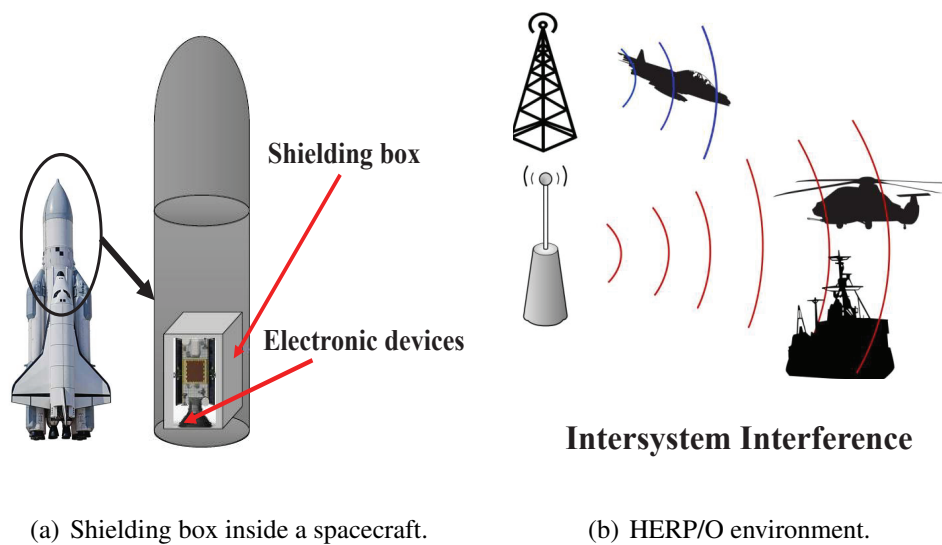 Shielding box
Electronic devices
Intersystem Interference
(a) Shielding box inside a spacecraft.
(b) HERP/O environment.